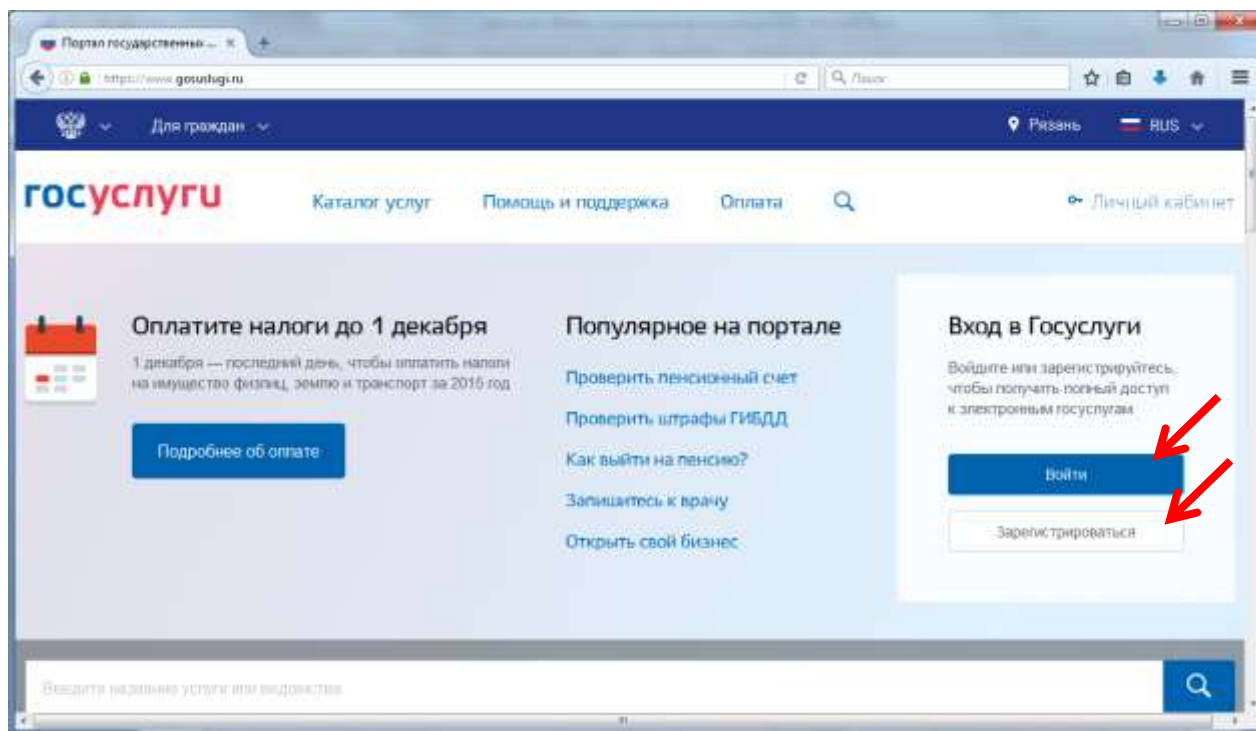 Портал государственных ...
https://www.gosuslugi.ru
Поиск
Для граждан
Рязань
RUS
госуслуги
Каталог услуг
Помощь и поддержка
Оплата
Личный кабинет
Оплатите налоги до 1 декабря
1 декабря — последний день, чтобы оплатить налоги
на имущество физлиц, землю и транспорт за 2015 год
Подробнее об оплате
Популярное на портале
Проверить пенсионный счет
Проверить штрафы ГИБДД
Как выйти на пенсию?
Запишитесь к врачу
Открыть свой бизнес
Вход в Госуслуги
Войдите или зарегистрируйтесь,
чтобы получить полный доступ
к электронным госуслугам
Войти
Зарегистрироваться
Введите название услуги или ведомства